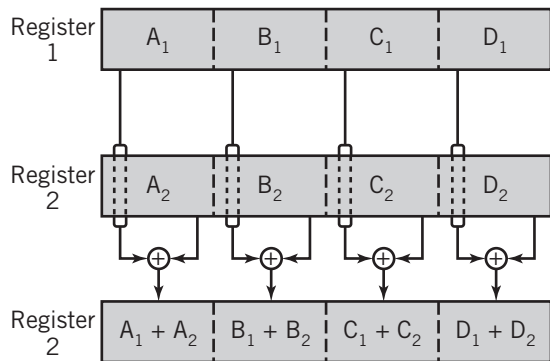 Register
1
A₁ B₁ C₁ D₁
Register
2
A₂ B₂ C₂ D₂
+ + + +
Register
2
A₁ + A₂ B₁ + B₂ C₁ + C₂ D₁ + D₂